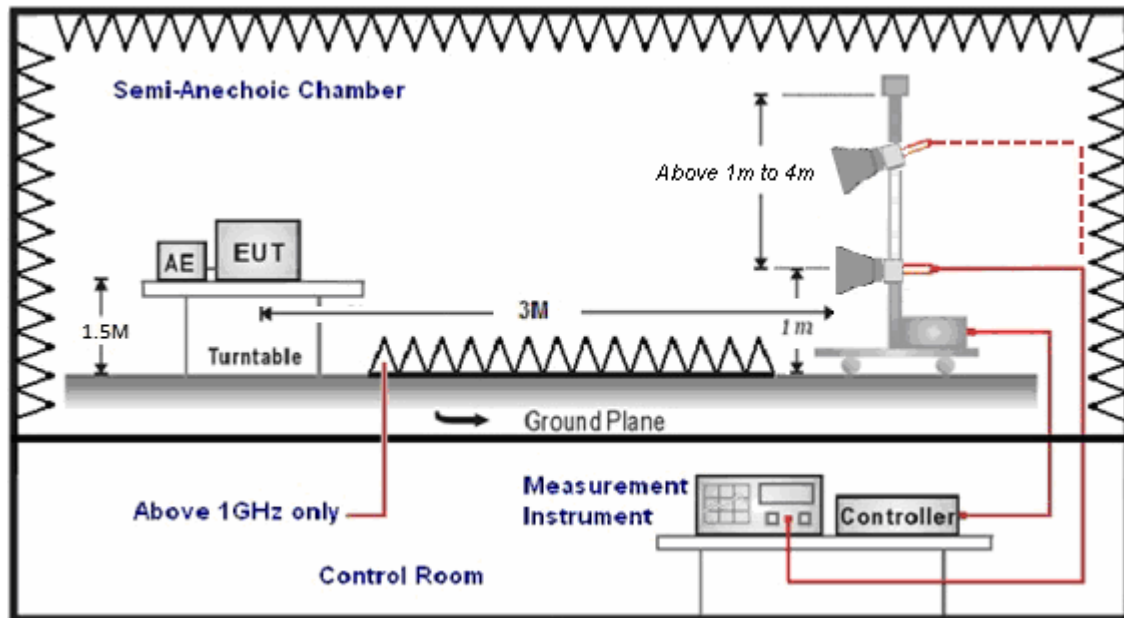 Semi-Anechoic Chamber
Above 1m to 4m
AE
EUT
1.5M
3M
1m
Turntable
Ground Plane
Above 1GHz only
Measurement
Instrument
Controller
Control Room